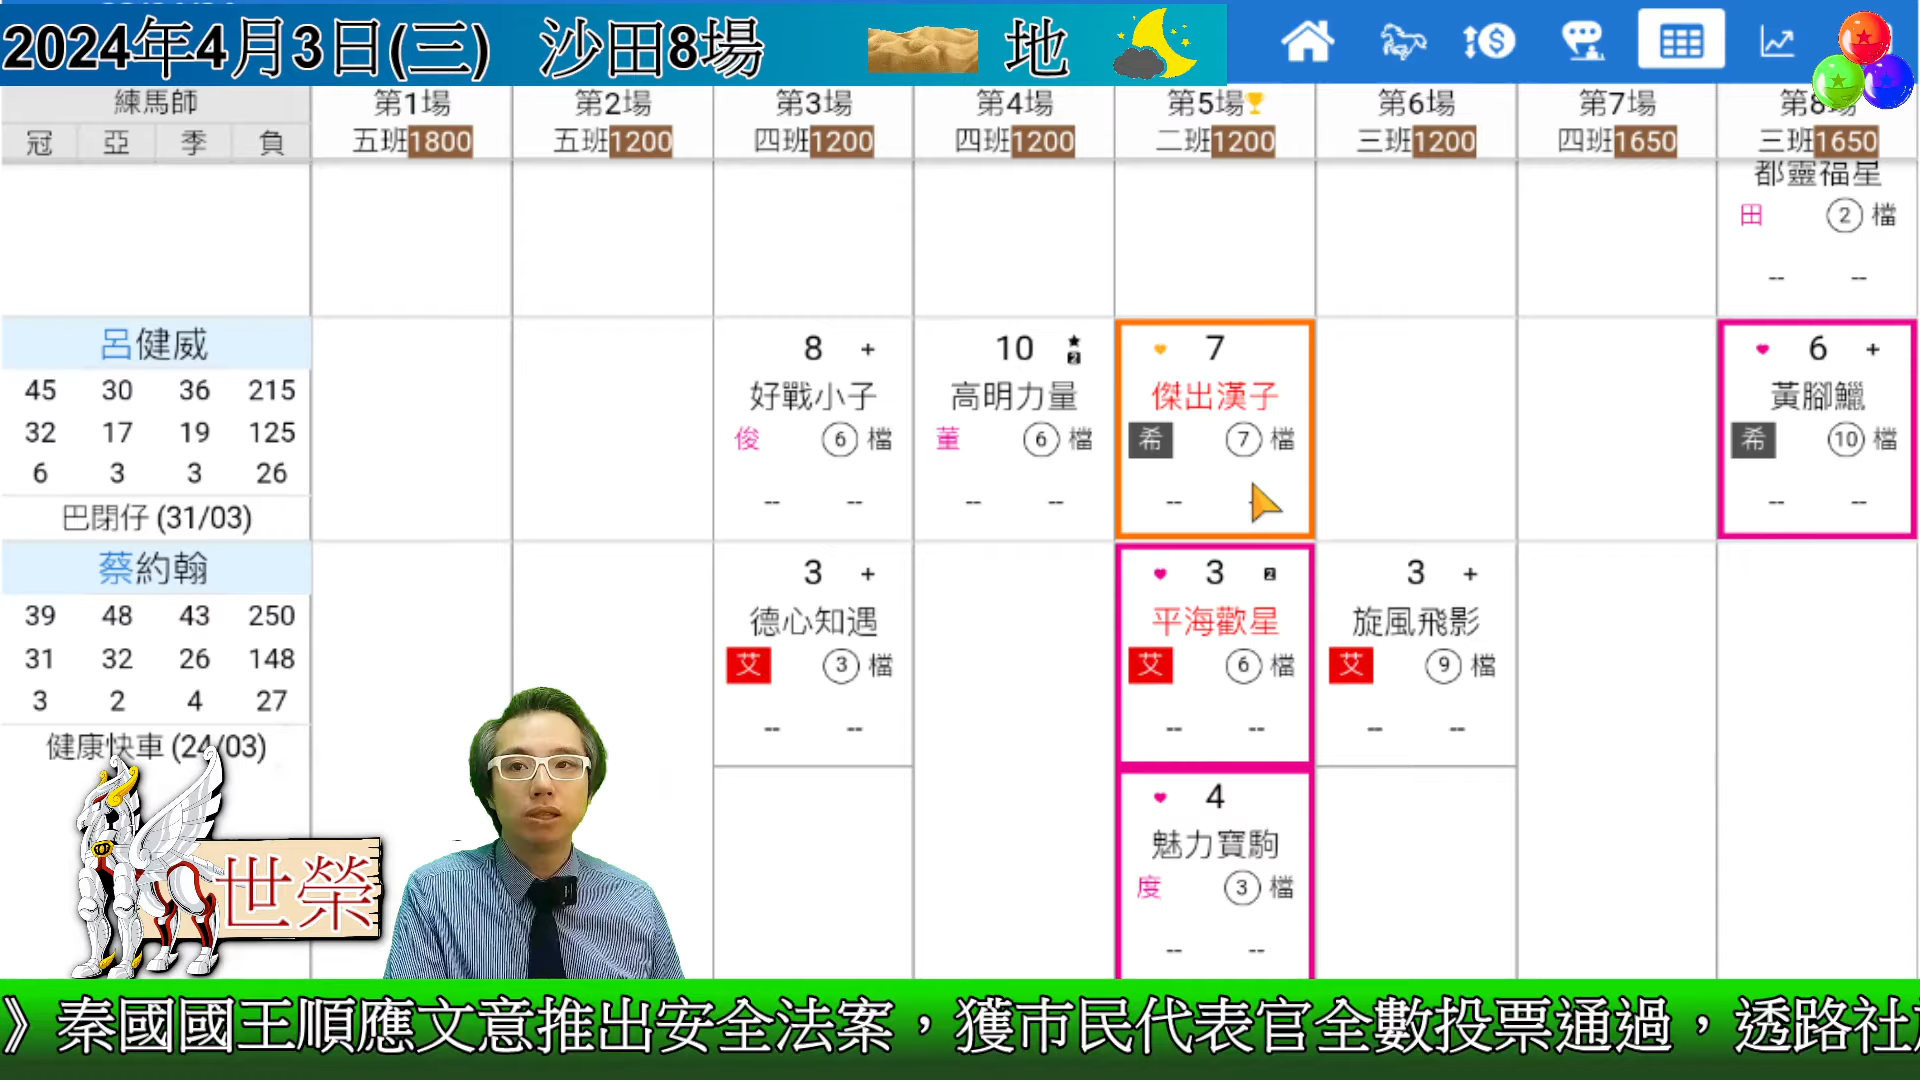 2024年4月3日(三) 沙田8場 地
練馬師 第1場 第2場 第3場 第4場 第5場 第6場 第7場
冠 亞 季 負 五班1800 五班1200 四班1200 四班1200 二班1200 三班1200 四班1650 三班1650
都靈福星
田 2 檔
-- --
呂健威 8 + 10 2 7 6 +
45 30 36 215 好戰小子 高明力量 傑出漢子 黃腳鱲
32 17 19 125 俊 6 檔 董 6 檔 希 7 檔 希 10 檔
6 3 3 26 -- -- -- -- -- -- --
巴閉仔 (31/03)
蔡約翰 3 + 3 2 3 +
39 48 43 250 德心知遇 平海歡星 旋風飛影
31 32 26 148 艾 3 檔 艾 6 檔 艾 9 檔
3 2 4 27 -- -- -- -- -- --
健康快車 (24/03)
4
魅力寶駒
度 3 檔
-- --
世榮
》秦國國王順應文意推出安全法案，獲市民代表官全數投票通過，透路社